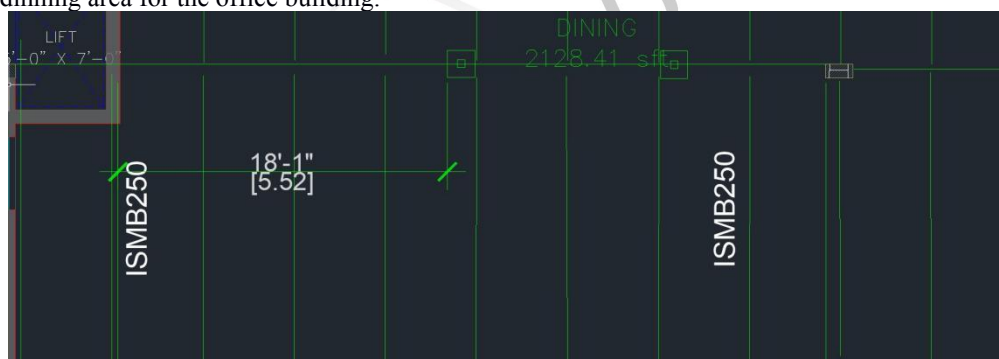 dinning area for the office building.
LIFT
'-0" X 7'-0"
DINING
2128.41 sft.
18'-1"
[5.52]
ISMB250
ISMB250